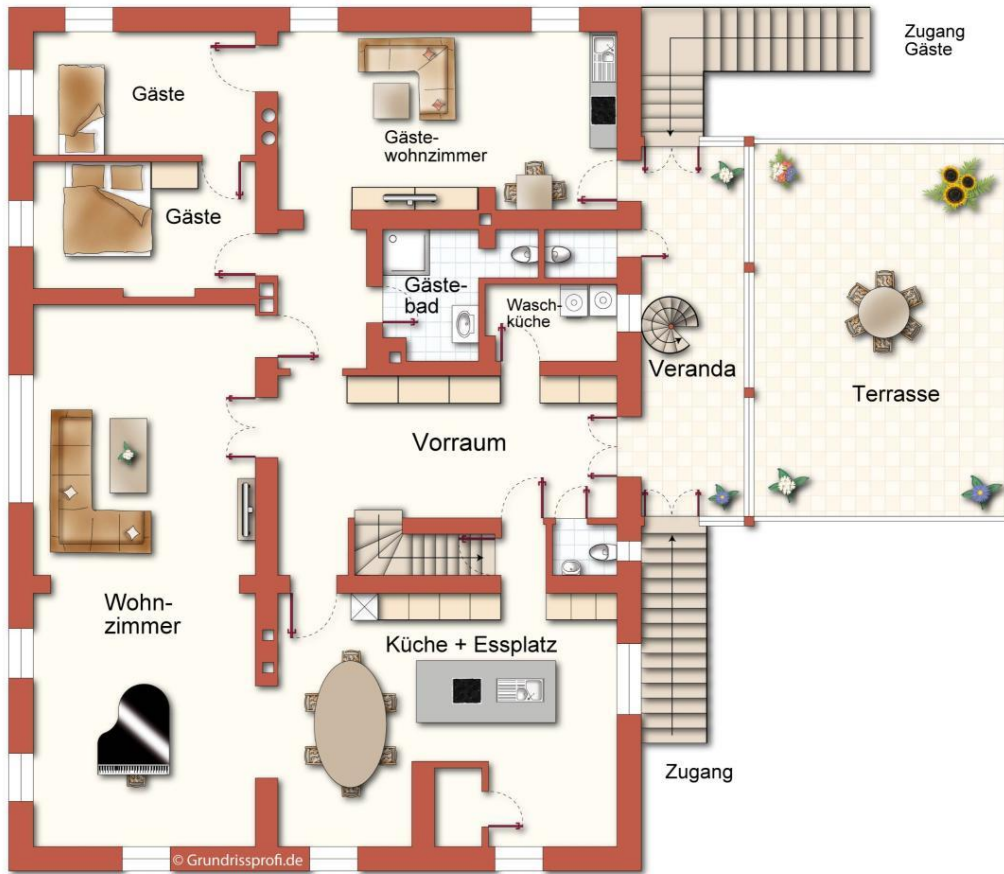 Zugang
Gäste
Gäste
Gäste-
wohnzimmer
Gäste
Gäste-
bad
Wasch-
küche
Veranda
Terrasse
Vorraum
Wohn-
zimmer
Küche + Essplatz
Zugang
© Grundrissprofi.de